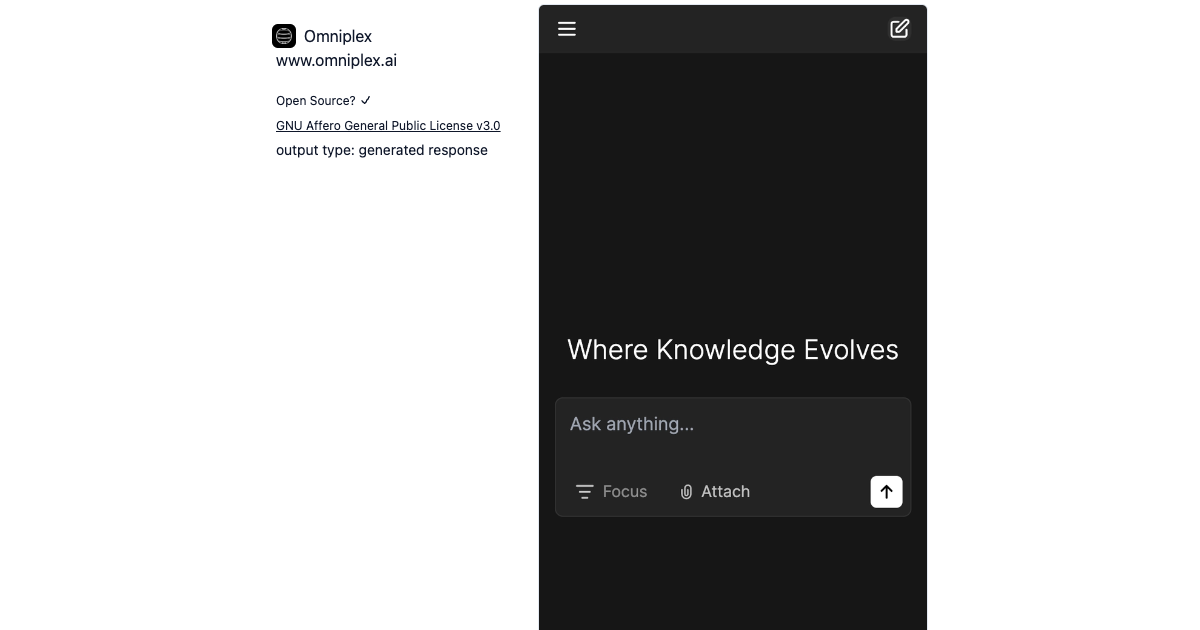 Omniplex
www.omniplex.ai
Open Source? ✓
GNU Affero General Public License v3.0
output type: generated response
Where Knowledge Evolves
Ask anything...
Focus
Attach